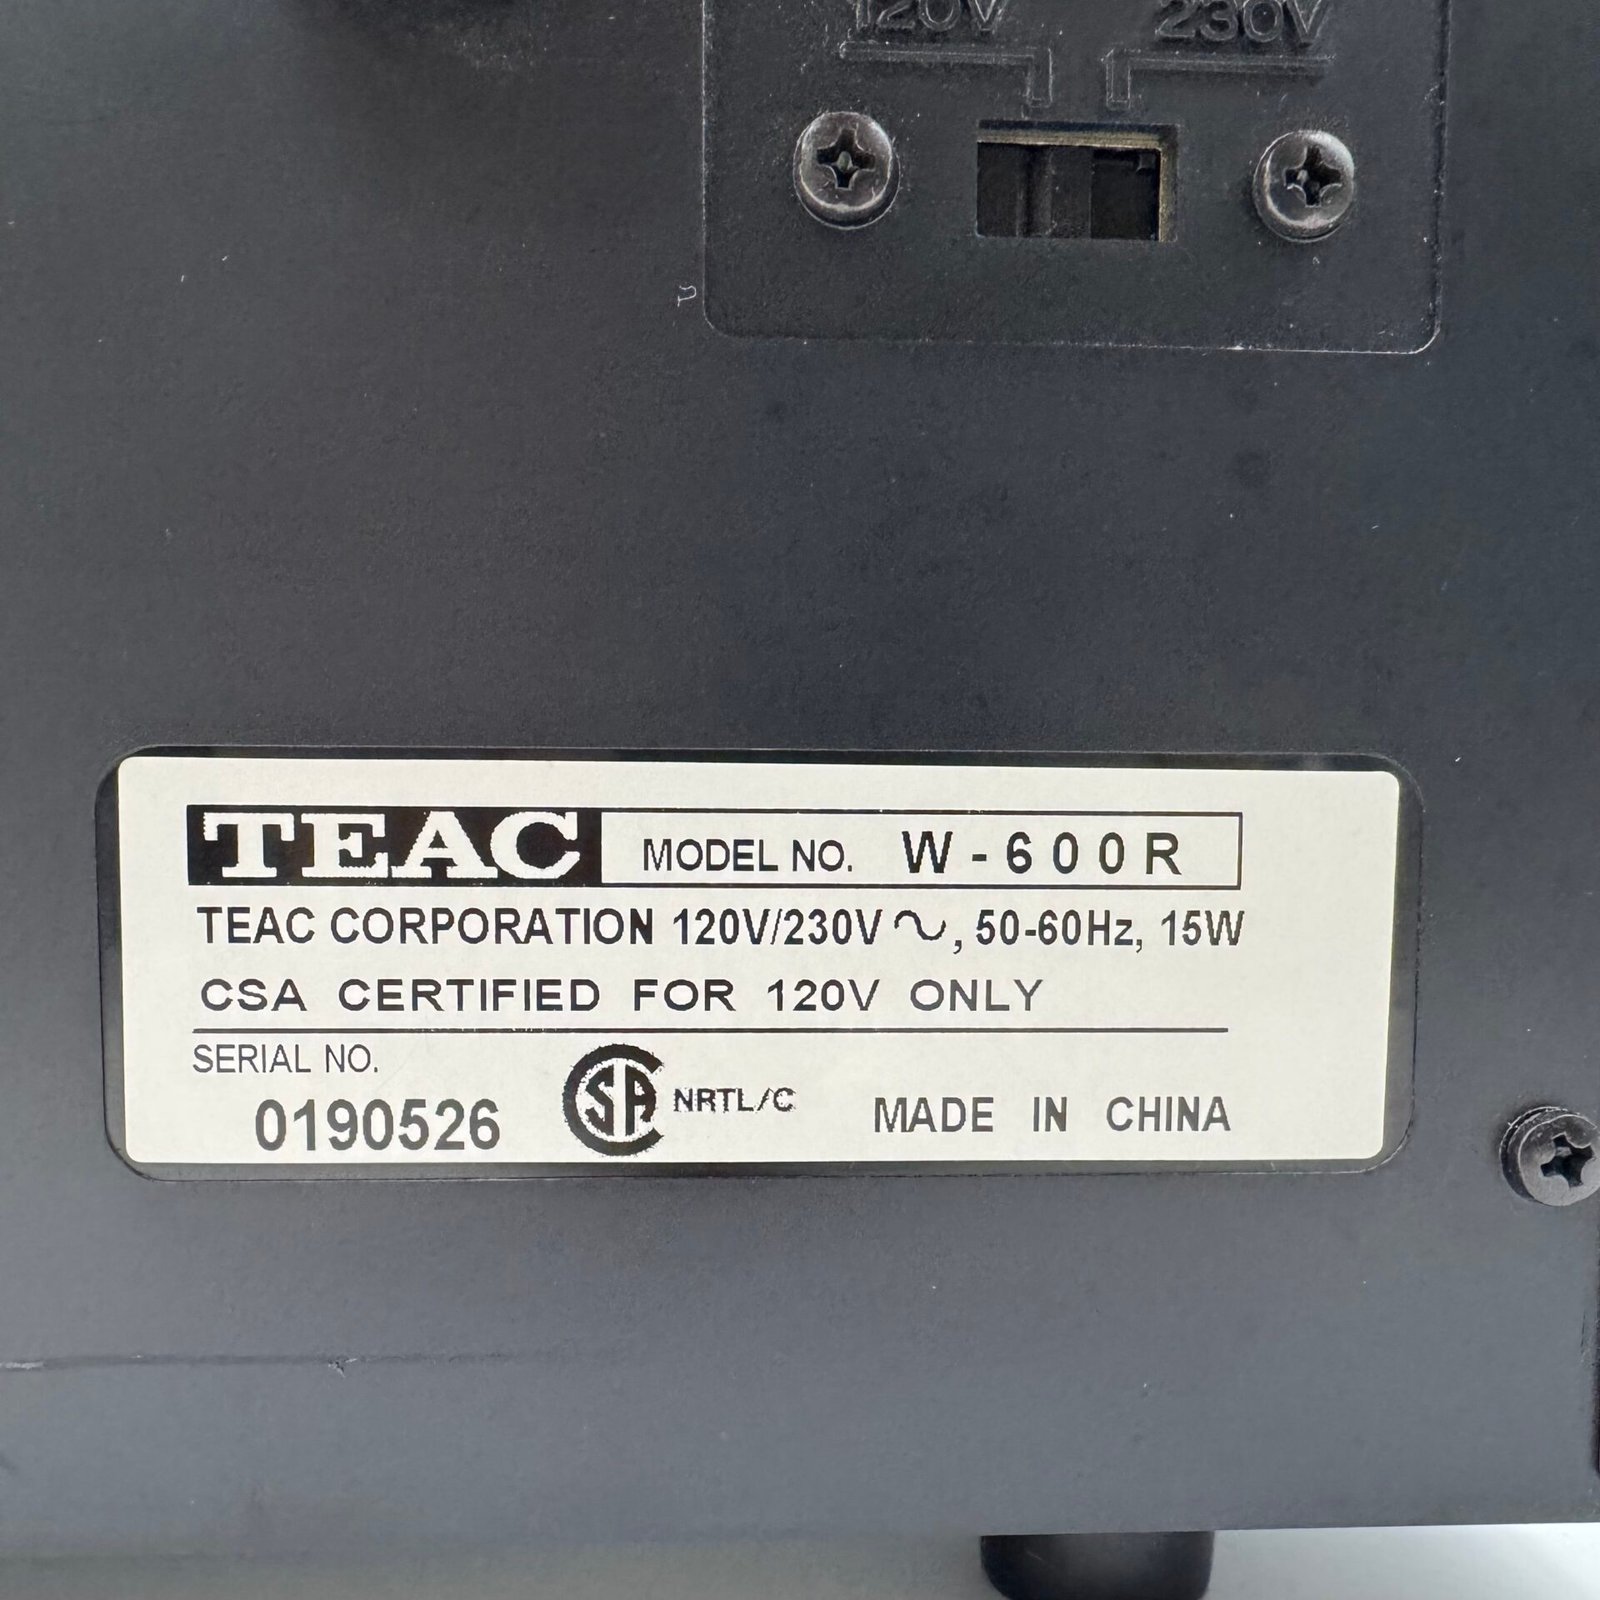 120V 230V
TEAC MODEL NO. W-600R
TEAC CORPORATION 120V/230V∿, 50-60Hz, 15W
CSA CERTIFIED FOR 120V ONLY
SERIAL NO.
0190526 CSA NRTL/C MADE IN CHINA